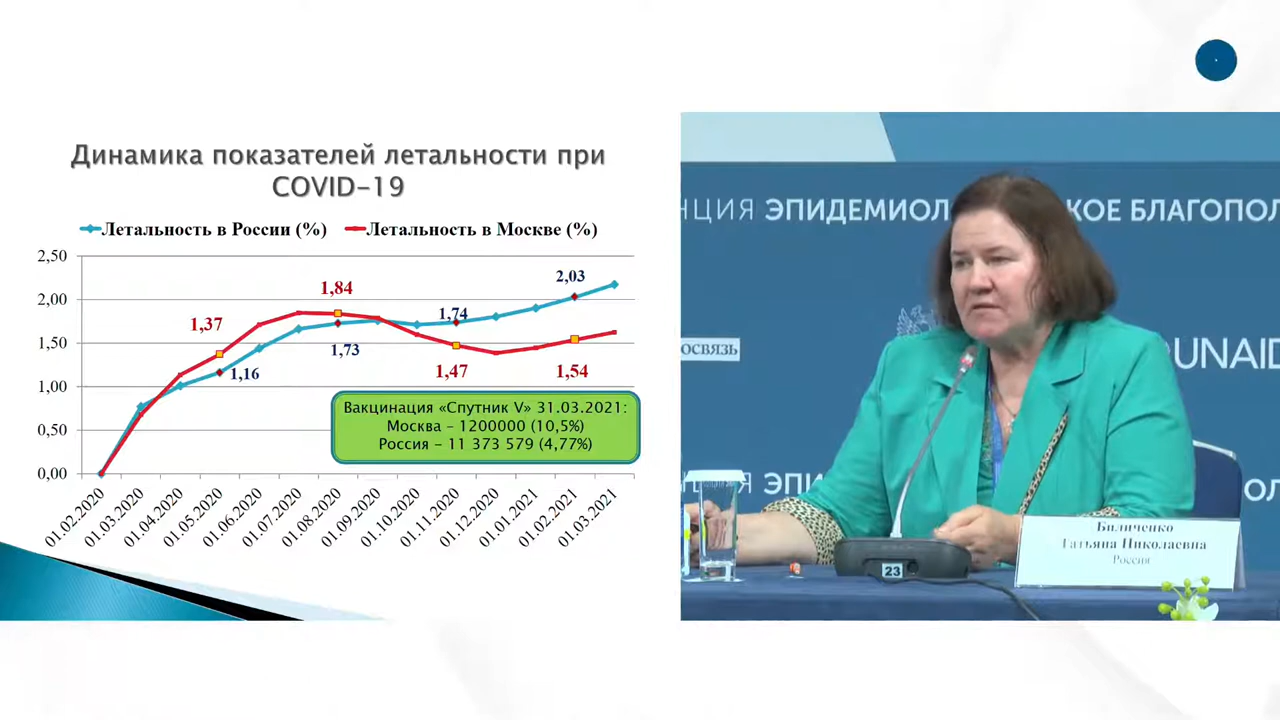 Динамика показателей летальности при
COVID-19
Летальность в России (%)
Летальность в Москве (%)
2,50
2,00
1,50
1,00
0,50
0,00
1,37
1,16
1,84
1,73
1,74
1,47
2,03
1,54
Вакцинация «Спутник V» 31.03.2021:
Москва – 1200000 (10,5%)
Россия – 11 373 579 (4,77%)
01.02.2020
01.03.2020
01.04.2020
01.05.2020
01.06.2020
01.07.2020
01.08.2020
01.09.2020
01.10.2020
01.11.2020
01.12.2020
01.01.2021
01.02.2021
01.03.2021
НЦИЯ ЭПИДЕМИОЛ КОЕ БЛАГОПОЛ
ОСВЯЗЬ
UNAID
ЭПИ
ОЛ
23
Биличенко
Татьяна Николаевна
Россия